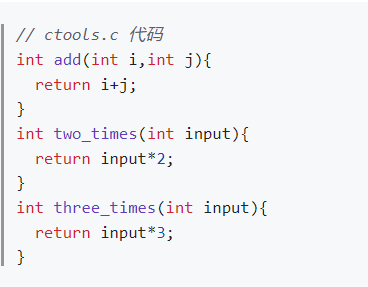 // ctools.c 代码
int add(int i,int j){
  return i+j;
}
int two_times(int input){
  return input*2;
}
int three_times(int input){
  return input*3;
}